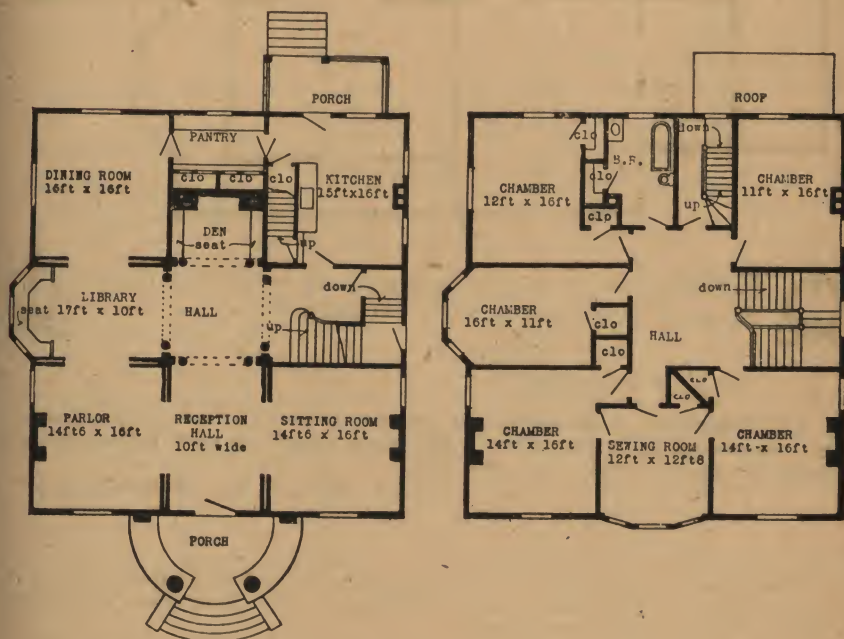 PORCH
PANTRY
clo
clo
clo
DINING ROOM
16ft x 16ft
KITCHEN
15ftx16ft
DEN
seat
up
down
LIBRARY
17ft x 10ft
seat
HALL
up
PARLOR
14ft6 x 16ft
RECEPTION
HALL
10ft wide
SITTING ROOM
14ft6 x 16ft
PORCH
ROOF
clo
B.R.
down
clo
CHAMBER
12ft x 16ft
CHAMBER
11ft x 16ft
clo
up
down
CHAMBER
16ft x 11ft
clo
HALL
clo
CLO
CLO
CHAMBER
14ft x 16ft
SEWING ROOM
12ft x 12ft8
CHAMBER
14ft x 16ft